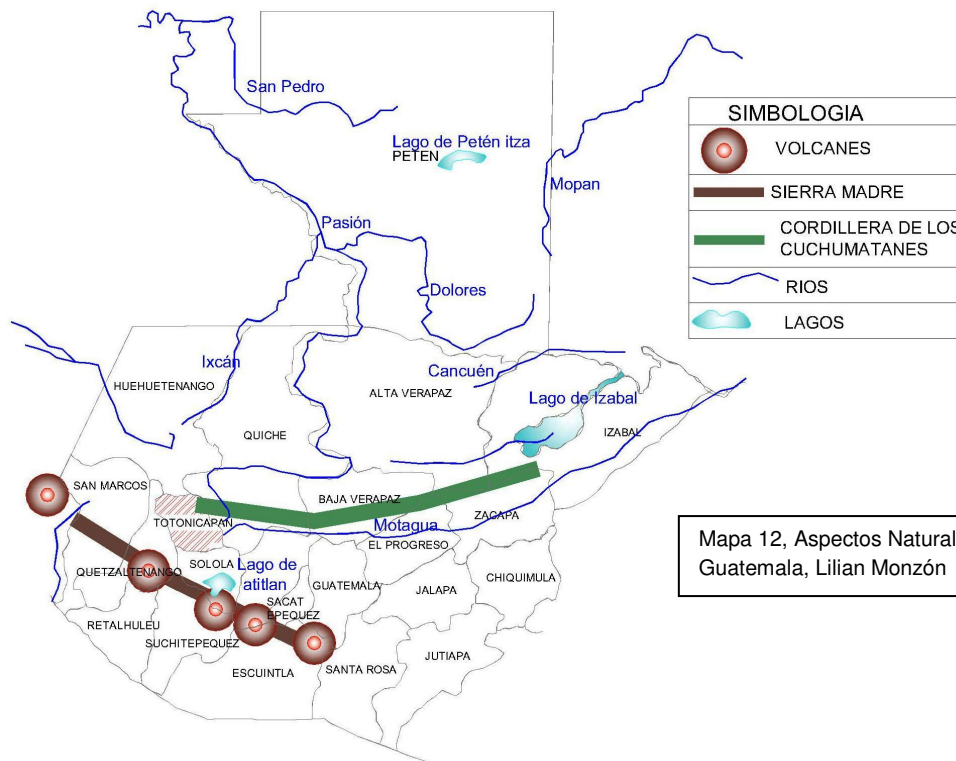 San Pedro
Lago de Petén itza
PETEN
Mopan
Pasión
Dolores
Ixcán
Cancuén
HUEHUETENANGO
ALTA VERAPAZ
Lago de Izabal
QUICHE
IZABAL
SAN MARCOS
BAJA VERAPAZ
ZACAPA
TOTONICAPAN
Motagua
EL PROGRESO
SOLOLA
Lago de
atitlan
QUETZALTENANGO
GUATEMALA
JALAPA
CHIQUIMULA
SACAT
EPEQUEZ
RETALHULEU
SUCHITEPEQUEZ
JUTIAPA
ESCUINTLA
SANTA ROSA
SIMBOLOGIA
VOLCANES
SIERRA MADRE
CORDILLERA DE LOS
CUCHUMATANES
RIOS
LAGOS
Mapa 12, Aspectos Natural
Guatemala, Lilian Monzón